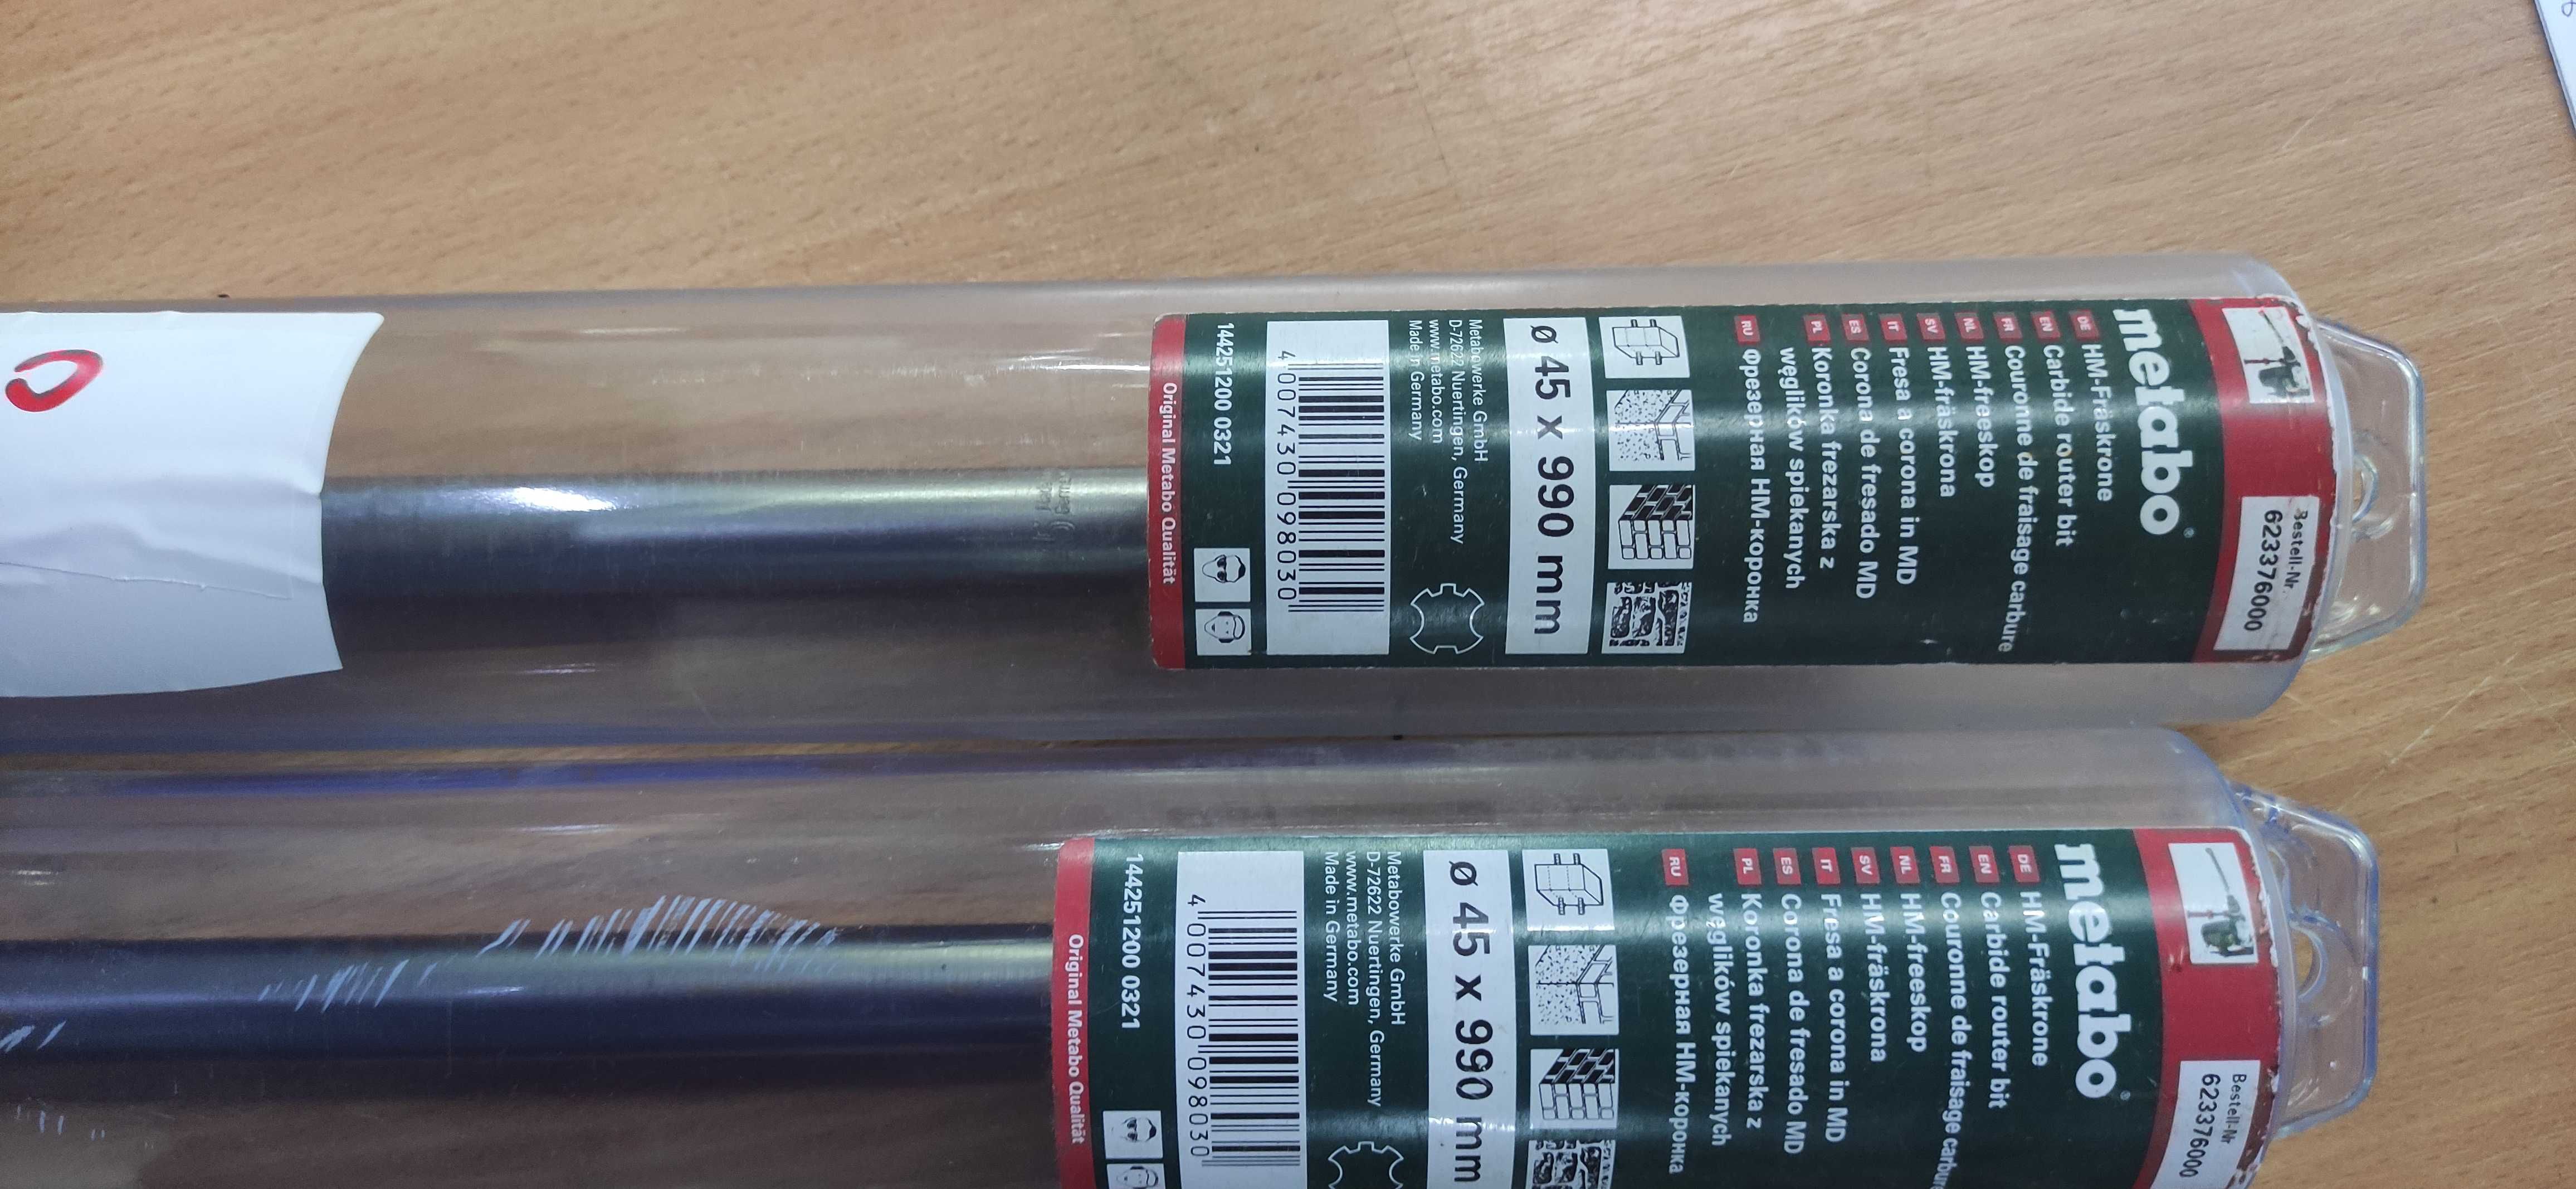 Bestell-Nr.
623376000
metabo®
DE HM-Fräskrone
EN Carbide router bit
FR Couronne de fraisage carbure
NL HM-freeskop
SV HM-fräskrona
IT Fresa a corona in MD
ES Corona de fresado MD
PL Koronka frezarska z
węglików spiekanych
RU Фрезерная НМ-коронка
ø 45 x 990 mm
Metabowerke GmbH
D-72622 Nuertingen, Germany
www.metabo.com
Made in Germany
4 007430 098030
144251200 0321
Original Metabo Qualität
Bestell-Nr
623376000
metabo®
DE HM-Fräskrone
EN Carbide router bit
FR Couronne de fraisage carbure
NL HM-freeskop
SV HM-fräskrona
IT Fresa a corona in MD
ES Corona de fresado MD
PL Koronka frezarska z
węglików spiekanych
RU Фрезерная НМ-коронка
ø 45 x 990 mm
Metabowerke GmbH
D-72622 Nuertingen, Germany
www.metabo.com
Made in Germany
4 007430 098030
144251200 0321
Original Metabo Qualität